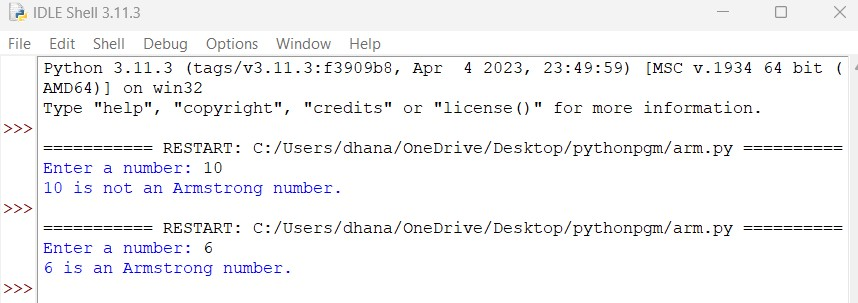 IDLE Shell 3.11.3
File Edit Shell Debug Options Window Help
Python 3.11.3 (tags/v3.11.3:f3909b8, Apr  4 2023, 23:49:59) [MSC v.1934 64 bit (
AMD64)] on win32
Type "help", "copyright", "credits" or "license()" for more information.
>>>
=========== RESTART: C:/Users/dhana/OneDrive/Desktop/pythonpgm/arm.py ==========
Enter a number: 10
10 is not an Armstrong number.
>>>
=========== RESTART: C:/Users/dhana/OneDrive/Desktop/pythonpgm/arm.py ==========
Enter a number: 6
6 is an Armstrong number.
>>>